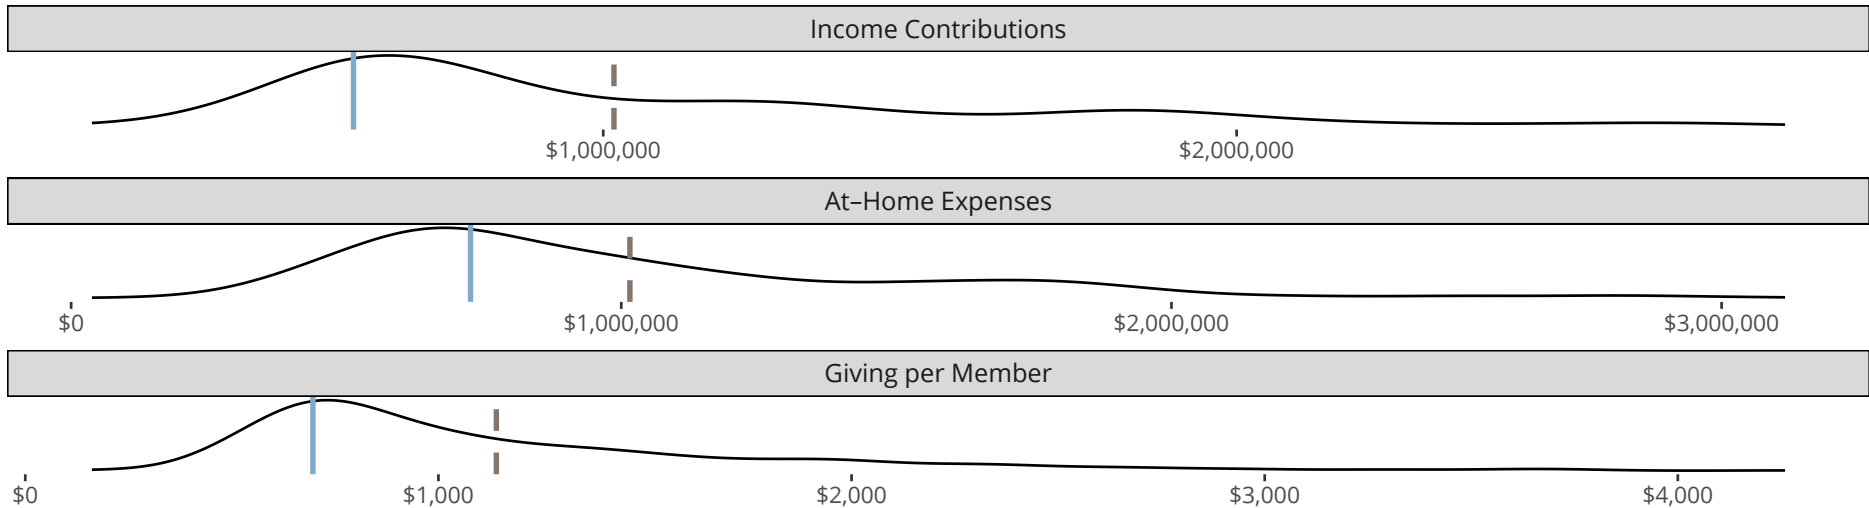 Income Contributions
$1,000,000 $2,000,000
At–Home Expenses
$0 $1,000,000 $2,000,000 $3,000,000
Giving per Member
$0 $1,000 $2,000 $3,000 $4,000